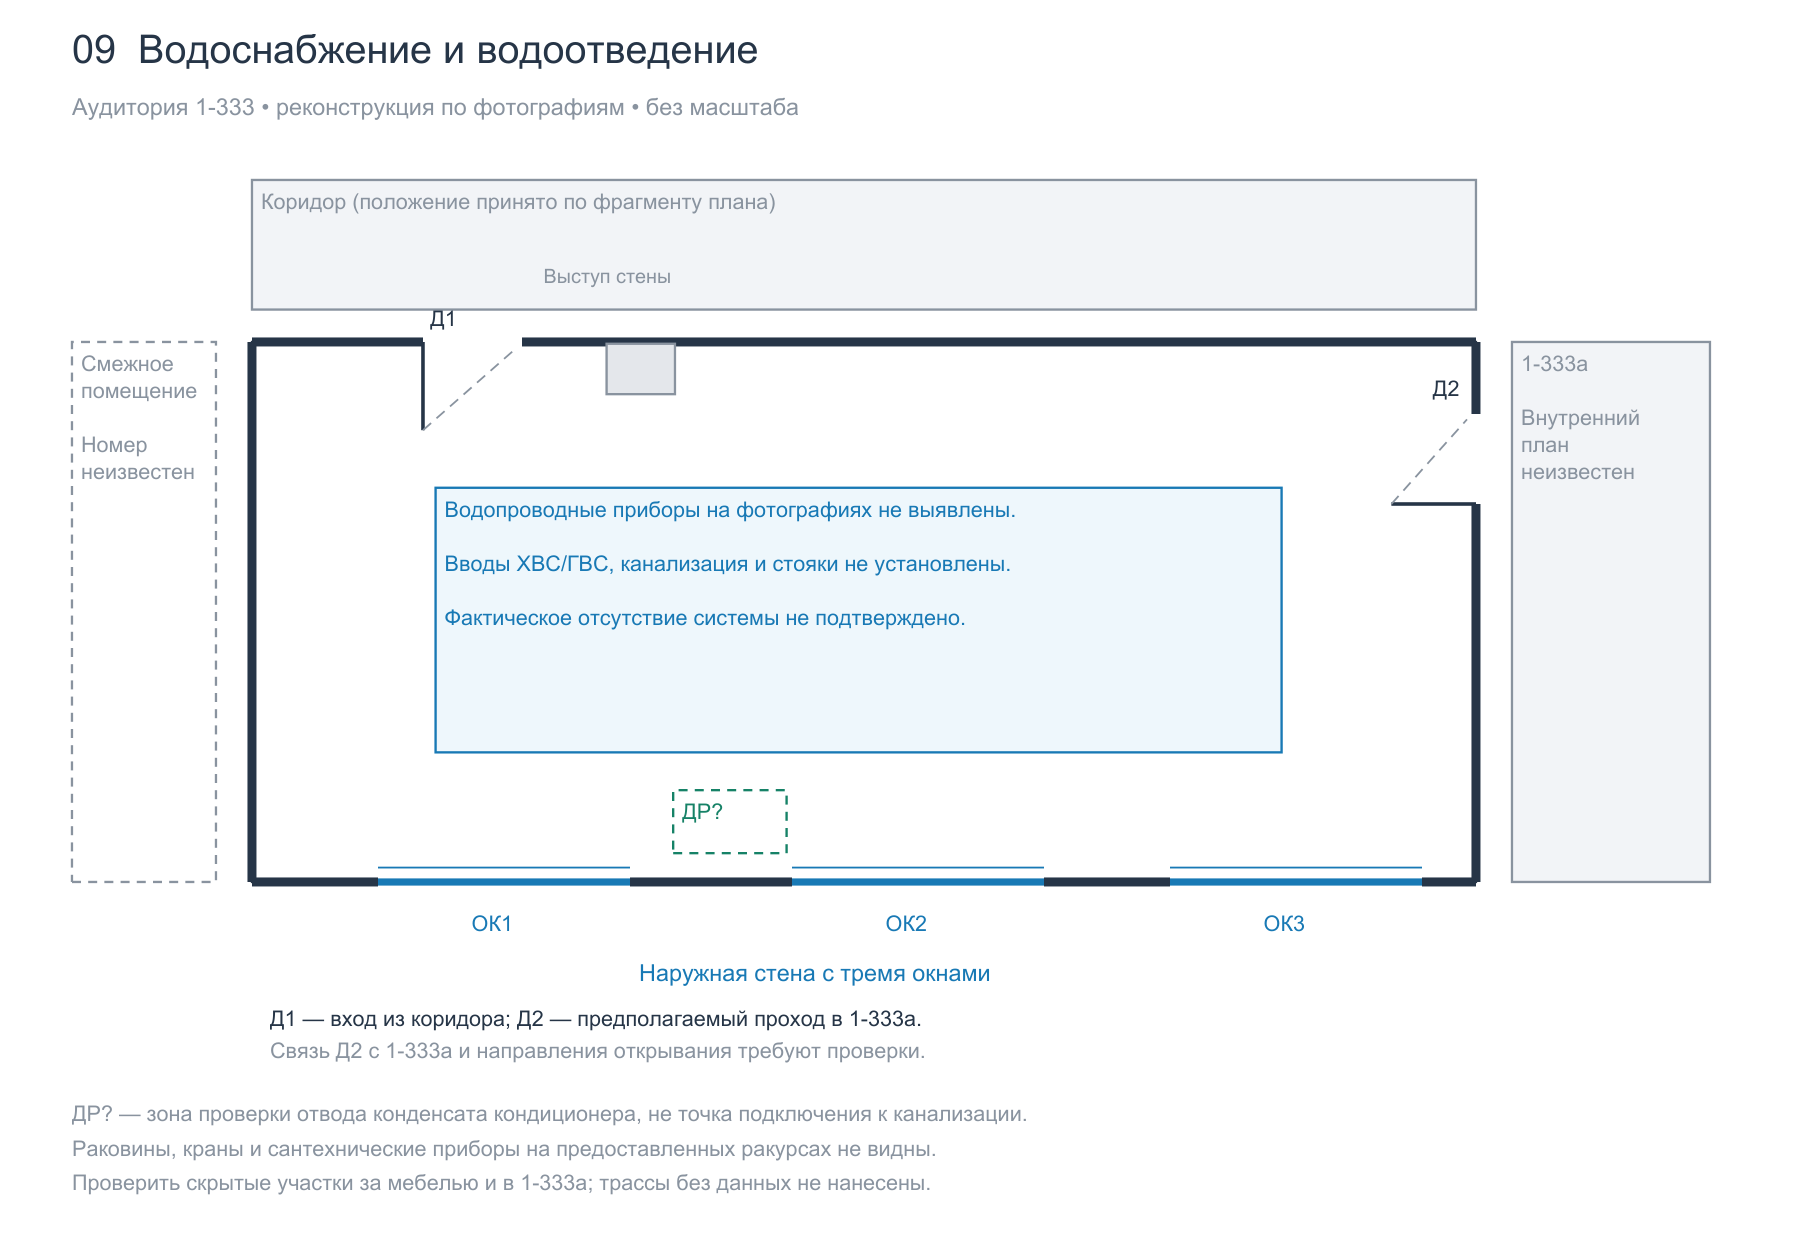 09 Водоснабжение и водоотведение
Аудитория 1-333 • реконструкция по фотографиям • без масштаба
Коридор (положение принято по фрагменту плана)
Выступ стены
Д1
Смежное
помещение
Номер
неизвестен
Д2
1-333а
Внутренний
план
неизвестен
Водопроводные приборы на фотографиях не выявлены.
Вводы ХВС/ГВС, канализация и стояки не установлены.
Фактическое отсутствие системы не подтверждено.
ДР?
ОК1
ОК2
ОК3
Наружная стена с тремя окнами
Д1 — вход из коридора; Д2 — предполагаемый проход в 1-333а.
Связь Д2 с 1-333а и направления открывания требуют проверки.
ДР? — зона проверки отвода конденсата кондиционера, не точка подключения к канализации.
Раковины, краны и сантехнические приборы на предоставленных ракурсах не видны.
Проверить скрытые участки за мебелью и в 1-333а; трассы без данных не нанесены.